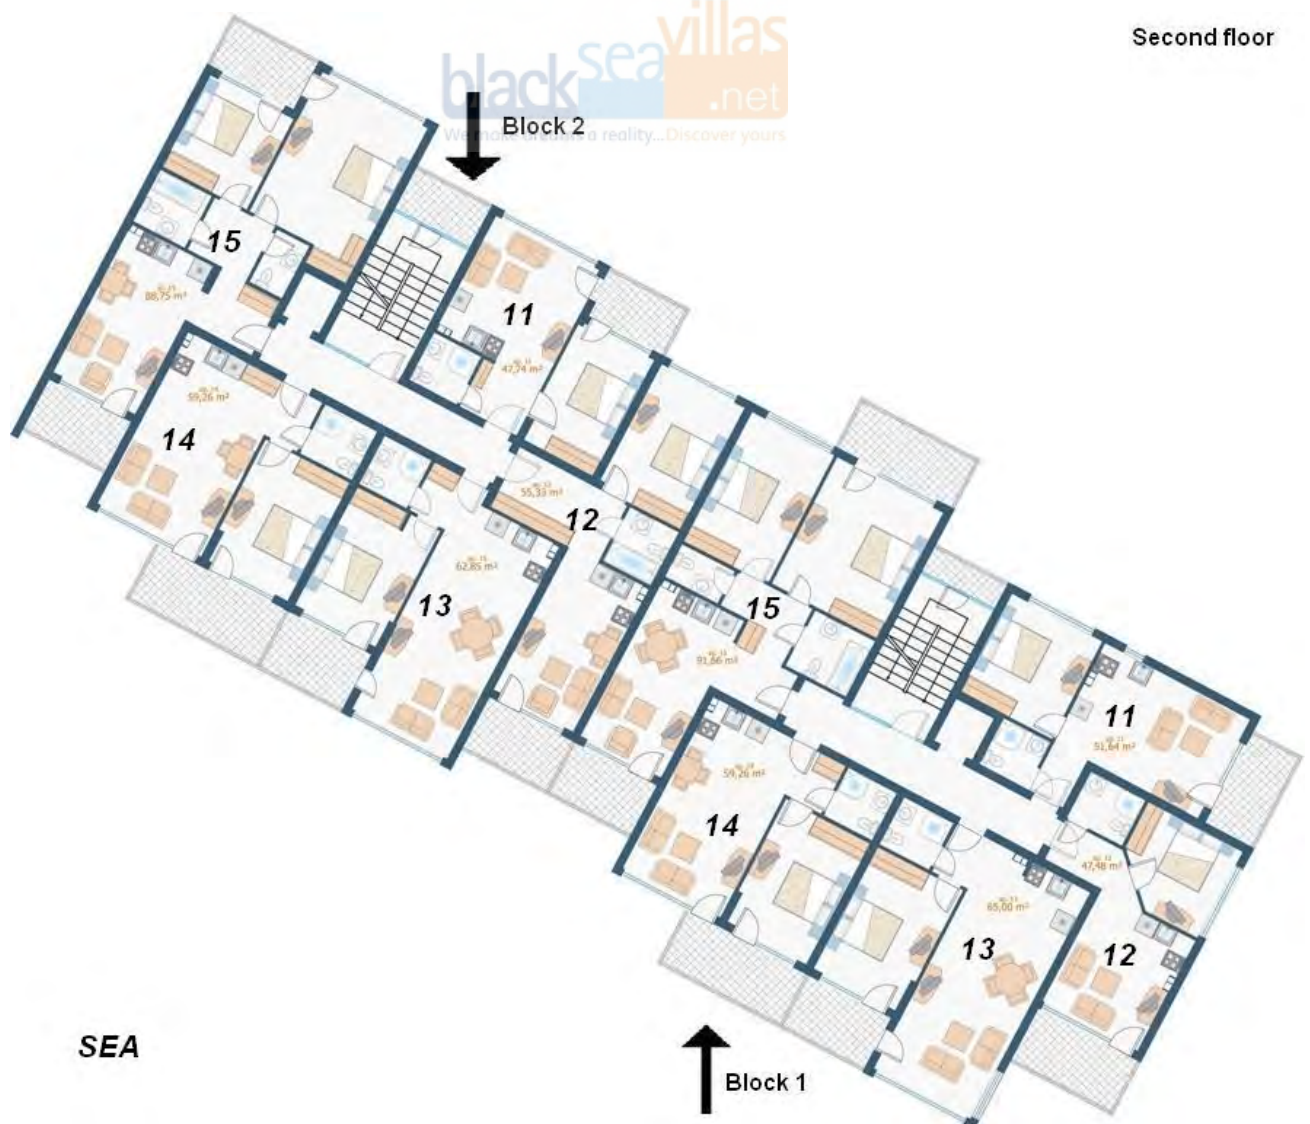 Second floor
black sea villas
.net
We make dreams a reality...Discover yours
Block 2
15
88,75 m²
11
47,74 m²
14
59,26 m²
12
55,33 m²
13
62,85 m²
15
91,86 m²
11
51,64 m²
14
59,26 m²
12
47,48 m²
13
65,00 m²
SEA
Block 1